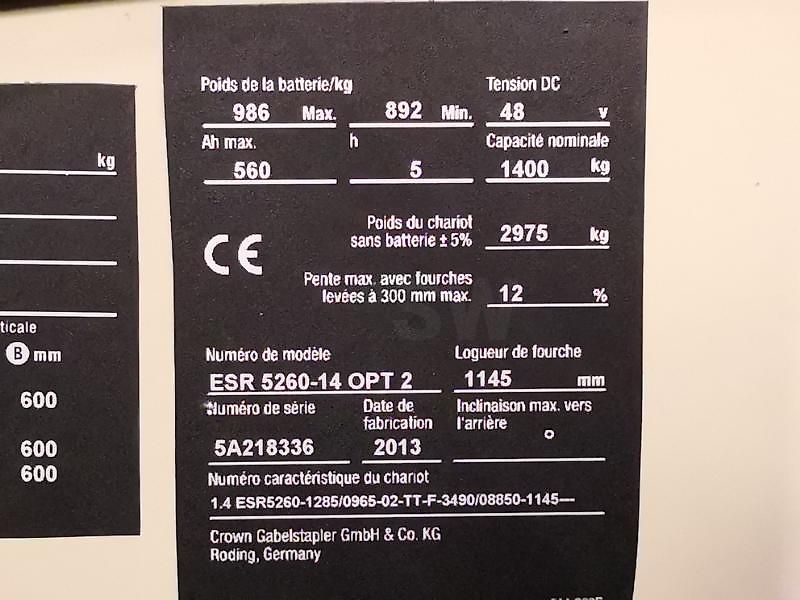 kg
ticale
B mm
600
600
600
Poids de la batterie/kg
Tension DC
986 Max.
892 Min.
48 v
Ah max.
h
Capacité nominale
560
5
1400 kg
CE
Poids du chariot
sans batterie ± 5%
2975 kg
Pente max. avec fourches
levées à 300 mm max.
12 %
SW
Numéro de modèle
Logueur de fourche
ESR 5260-14 OPT 2
1145 mm
Numéro de série
Date de
fabrication
Inclinaison max. vers
l'arrière
5A218336
2013
°
Numéro caractéristique du chariot
1.4 ESR5260-1285/0965-02-TT-F-3490/08850-1145---
Crown Gabelstapler GmbH & Co. KG
Roding, Germany